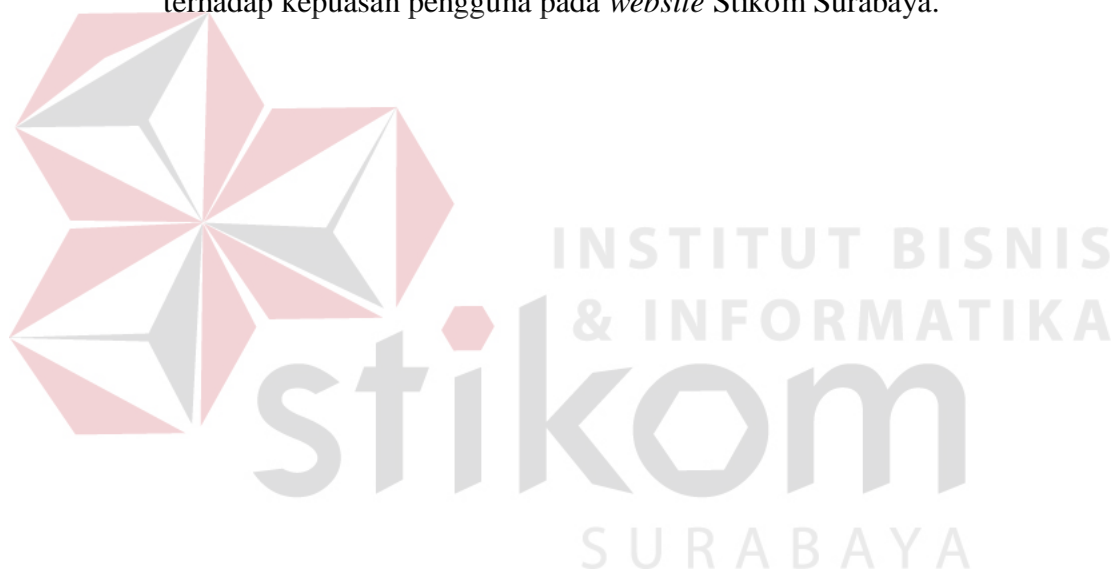 terhadap kepuasan pengguna pada website Stikom Surabaya.
INSTITUT BISNIS
& INFORMATIKA
stikom
SURABAYA